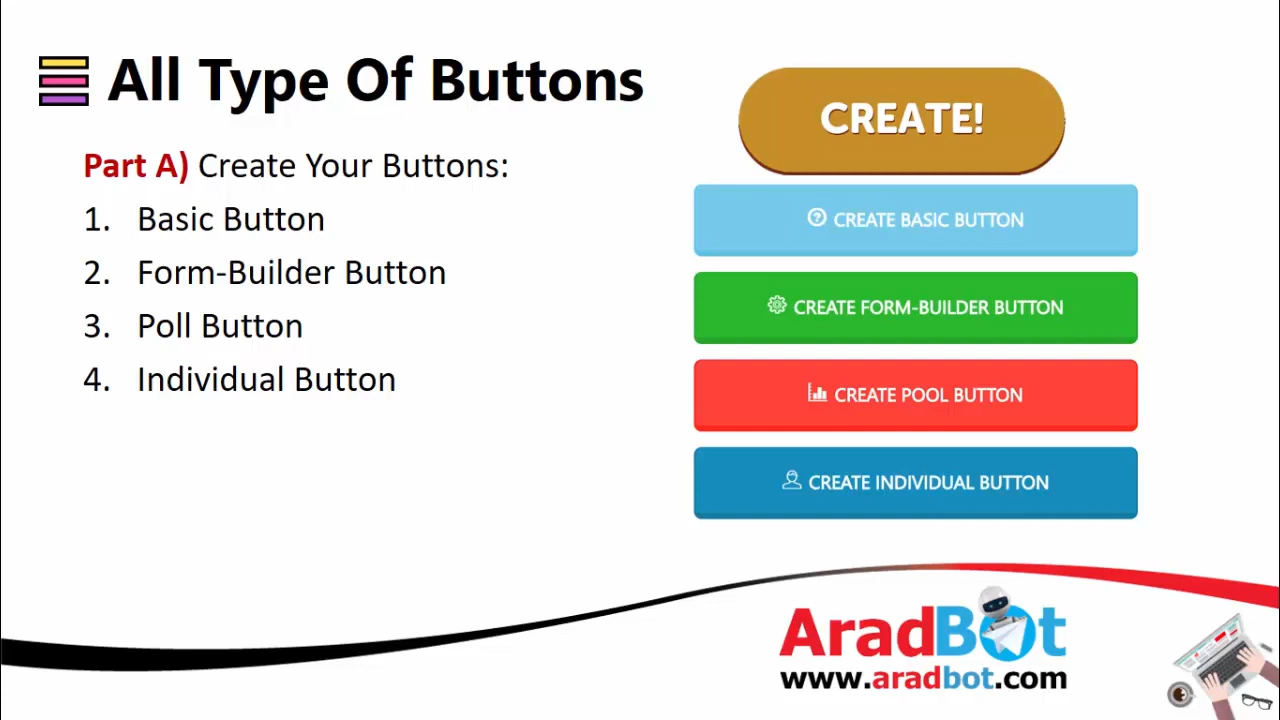 All Type Of Buttons
Part A) Create Your Buttons:
1. Basic Button
2. Form-Builder Button
3. Poll Button
4. Individual Button
CREATE!
CREATE BASIC BUTTON
CREATE FORM-BUILDER BUTTON
CREATE POOL BUTTON
CREATE INDIVIDUAL BUTTON
AradBot
www.aradbot.com